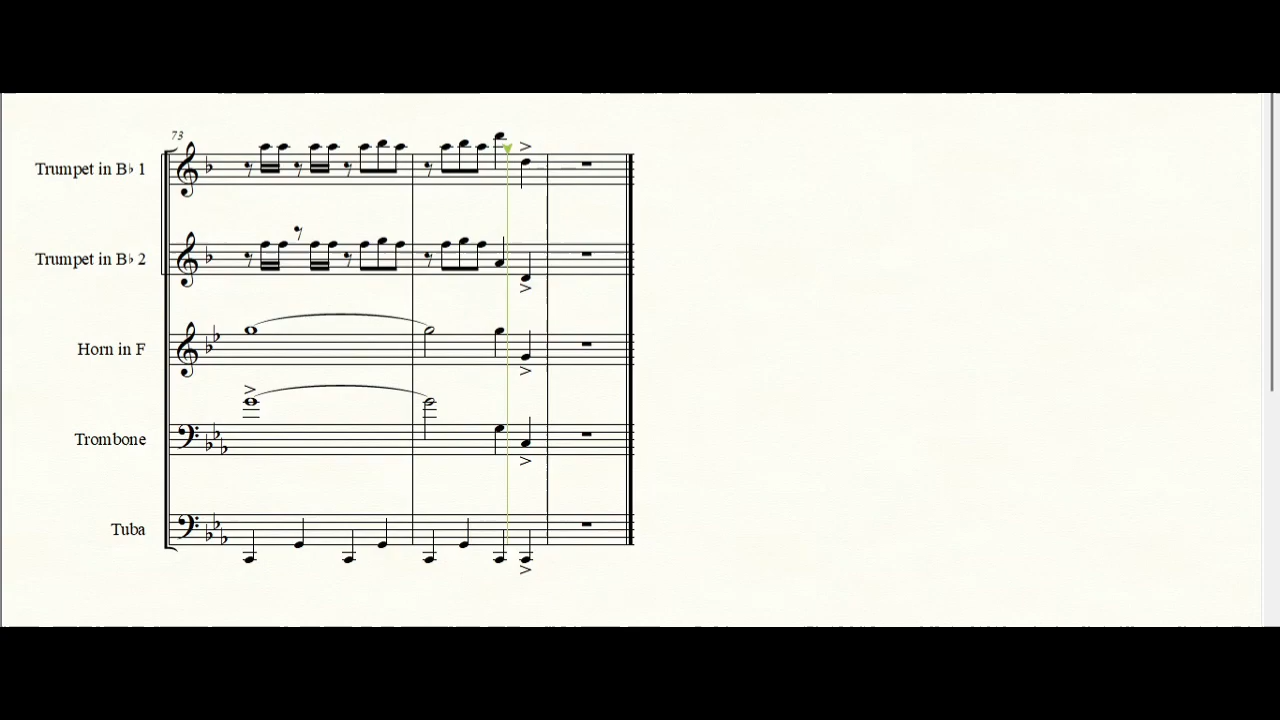 73
Trumpet in B♭ 1
Trumpet in B♭ 2
Horn in F
Trombone
Tuba